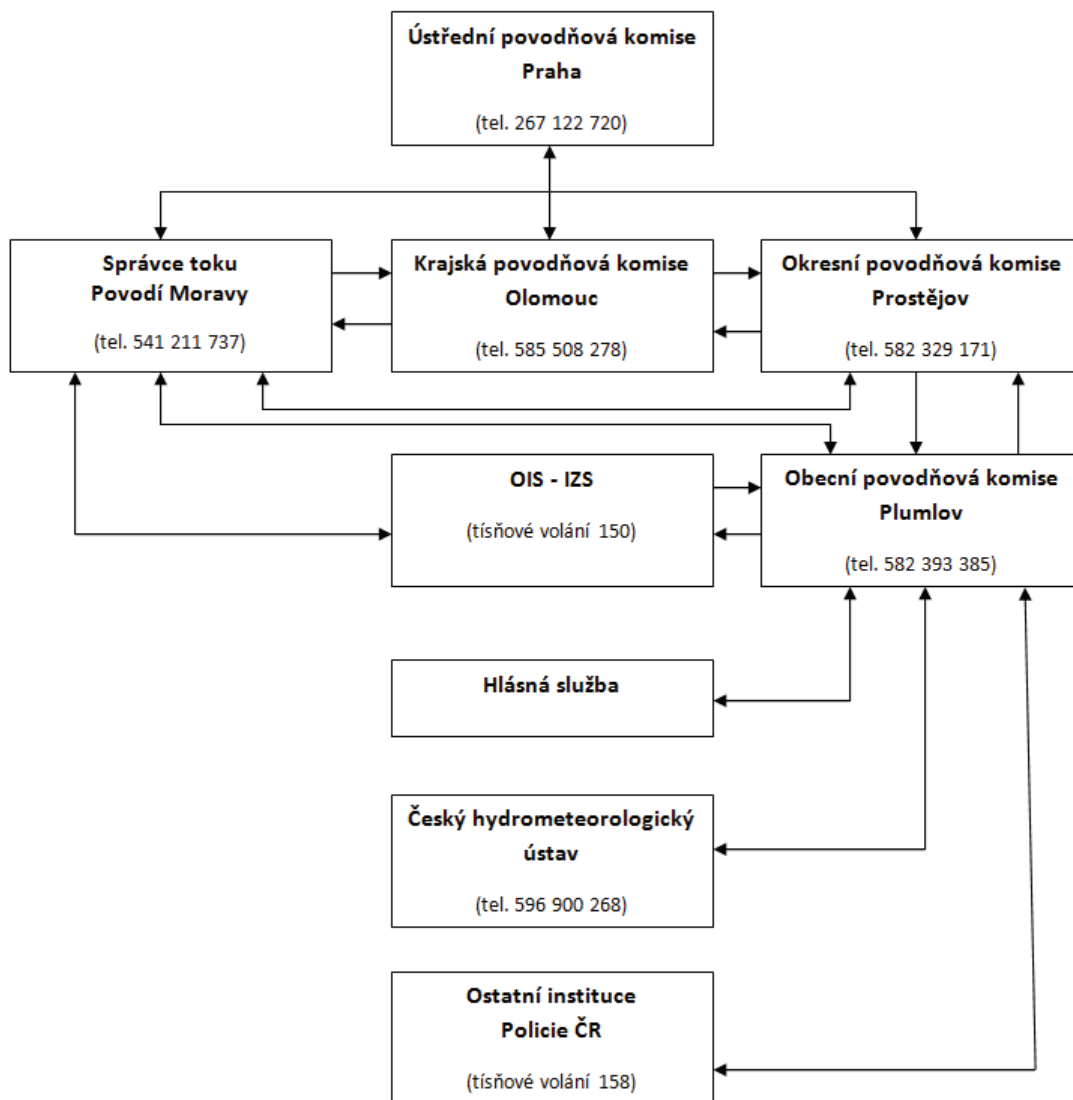 Ústřední povodňová komise
Praha
(tel. 267 122 720)
Správce toku
Povodí Moravy
(tel. 541 211 737)
Krajská povodňová komise
Olomouc
(tel. 585 508 278)
Okresní povodňová komise
Prostějov
(tel. 582 329 171)
OIS - IZS
(tísňové volání 150)
Obecní povodňová komise
Plumlov
(tel. 582 393 385)
Hlásná služba
Český hydrometeorologický
ústav
(tel. 596 900 268)
Ostatní instituce
Policie ČR
(tísňové volání 158)